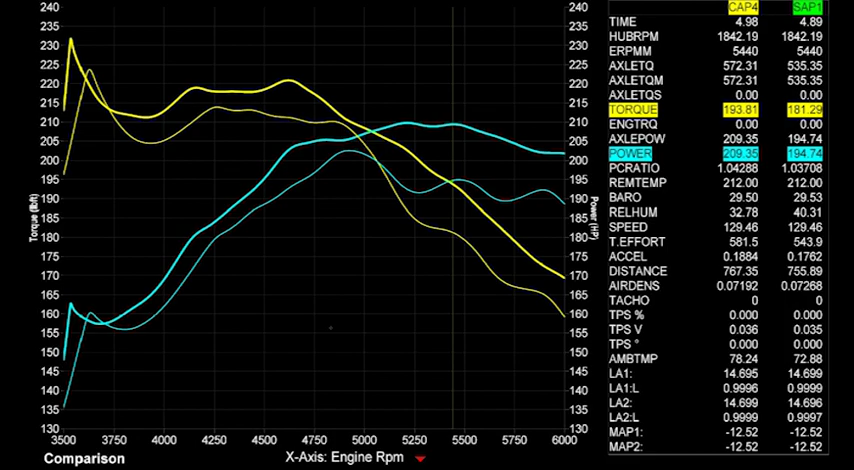 240 240
235 235
230 230
225 225
220 220
215 215
210 210
205 205
200 200
195 195
190 190
185 185
180 180
175 175
170 170
165 165
160 160
155 155
150 150
145 145
140 140
135 135
130 130
Torque (lbft)
Power (HP)
3500 3750 4000 4250 4500 4750 5000 5250 5500 5750 6000
Comparison
X-Axis: Engine Rpm
CAP4 SAP1
TIME 4.98 4.89
HUBRPM 1842.19 1842.19
ERPMM 5440 5440
AXLETQ 572.31 535.35
AXLETQM 572.31 535.35
AXLETQS 0.00 0.00
TORQUE 193.81 181.29
ENGTRQ 0.00 0.00
AXLEPOW 209.35 194.74
POWER 209.35 194.74
PCRATIO 1.04288 1.03708
REMTEMP 212.00 212.00
BARO 29.50 29.53
RELHUM 32.78 40.31
SPEED 129.46 129.46
T.EFFORT 581.5 543.9
ACCEL 0.1884 0.1762
DISTANCE 767.35 755.89
AIRDENS 0.07192 0.07268
TACHO 0 0
TPS % 0.000 0.000
TPS V 0.036 0.035
TPS ° 0.000 0.000
AMBTMP 78.24 72.88
LA1: 14.695 14.699
LA1:L 0.9996 0.9999
LA2: 14.699 14.696
LA2:L 0.9999 0.9997
MAP1: -12.52 -12.52
MAP2: -12.52 -12.52